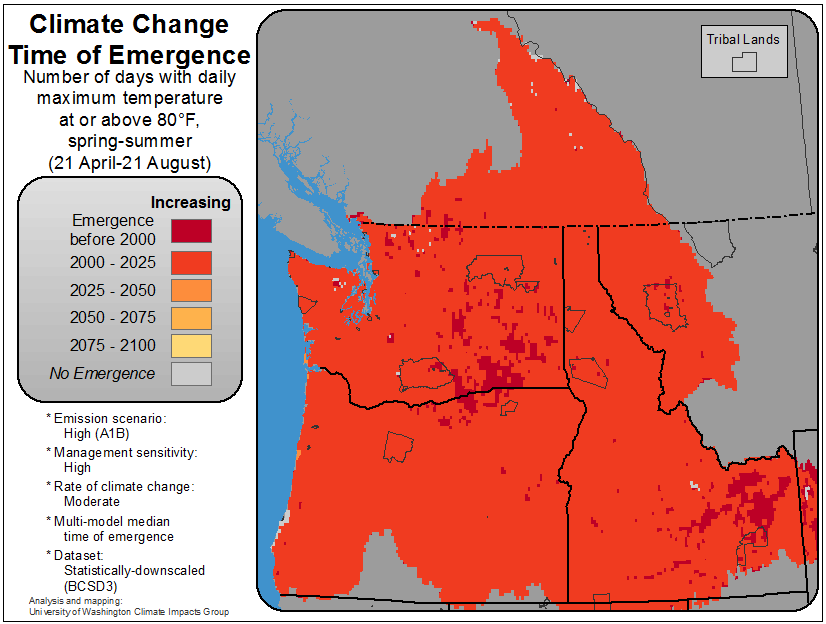 Climate Change
Time of Emergence
Number of days with daily
maximum temperature
at or above 80°F,
spring-summer
(21 April-21 August)
Increasing
Emergence
before 2000
2000 - 2025
2025 - 2050
2050 - 2075
2075 - 2100
No Emergence
* Emission scenario:
High (A1B)
* Management sensitivity:
High
* Rate of climate change:
Moderate
* Multi-model median
time of emergence
* Dataset:
Statistically-downscaled
(BCSD3)
Analysis and mapping:
University of Washington Climate Impacts Group
Tribal Lands